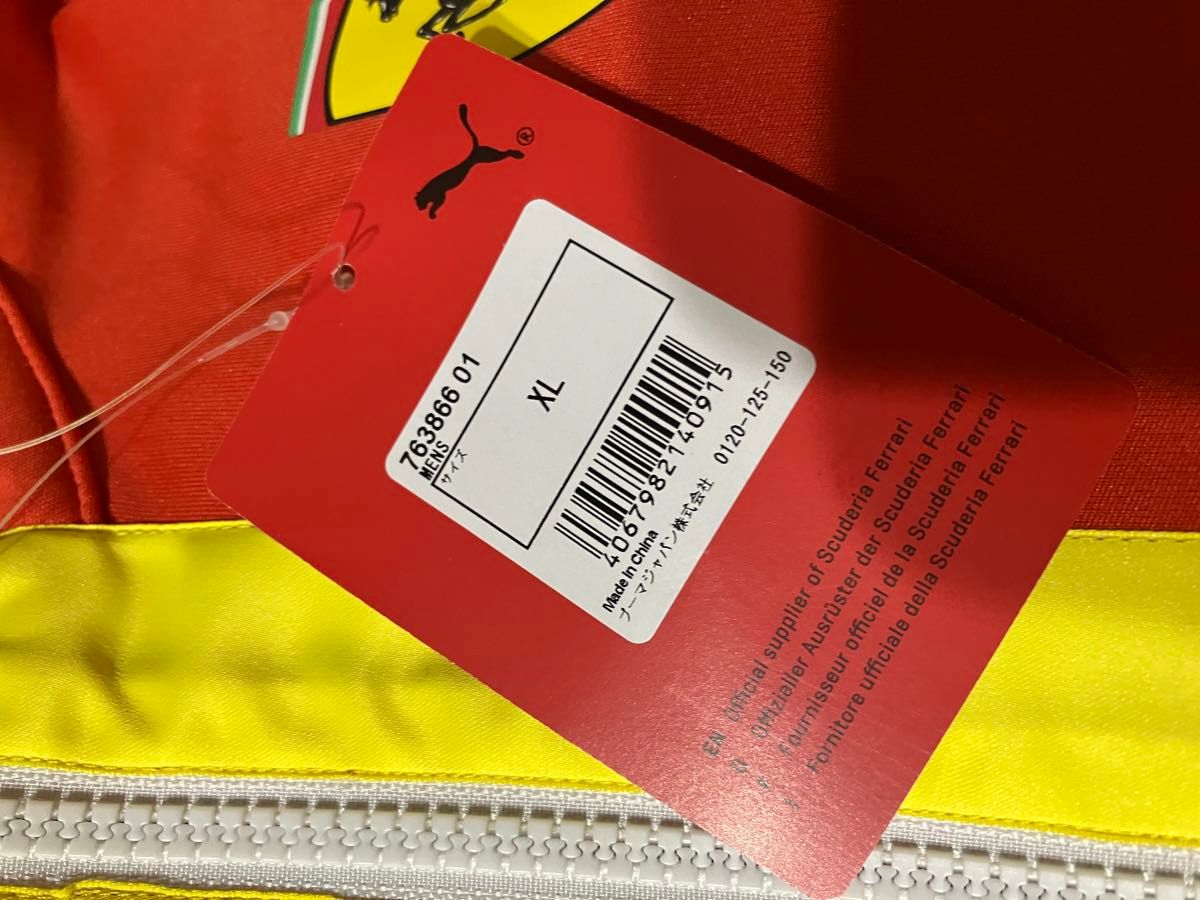 ®
763866 01
MENS
サイズ
XL
4067982140915
Made In China
プーマジャパン株式会社 0120-125-150
EN Official supplier of Scuderia Ferrari
Offizialler Ausrüster der Scuderia Ferrari
Fournisseur officiel de la Scuderia Ferrari
Fornitore ufficiale della Scuderia Ferrari